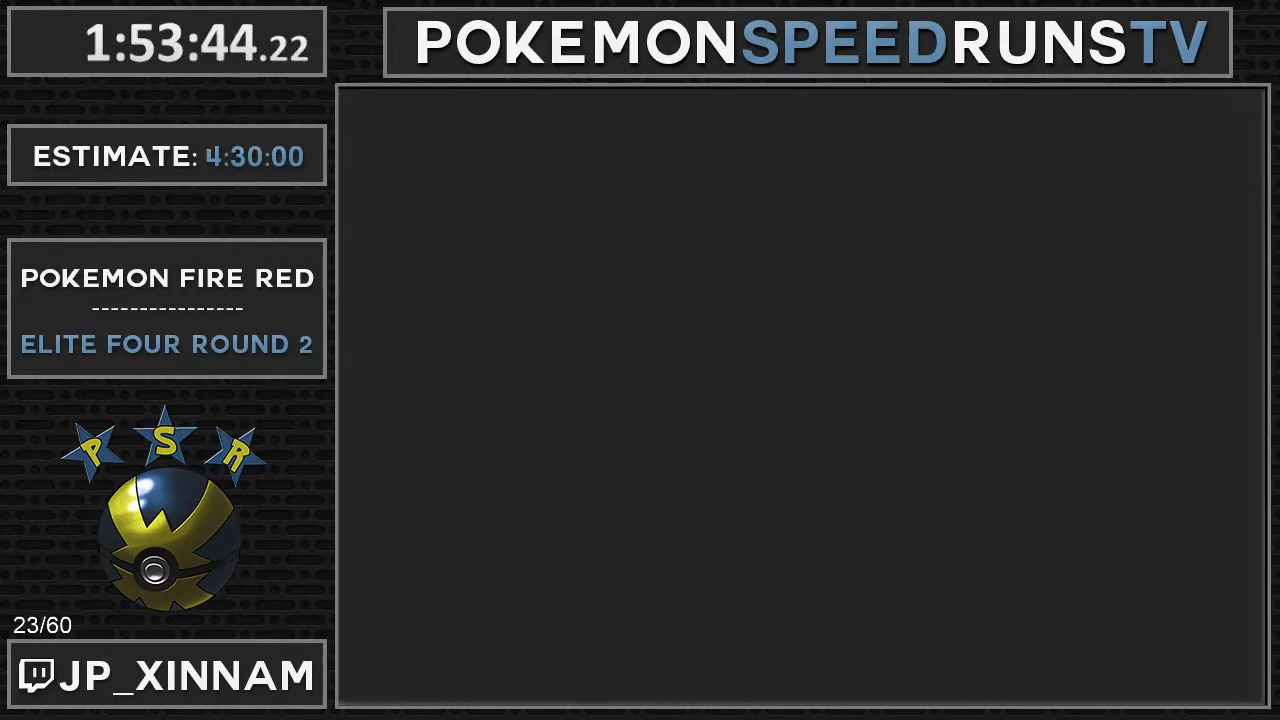 1:53:44.22
POKEMONSPEEDRUNSTV
ESTIMATE: 4:30:00
POKEMON FIRE RED
----------------
ELITE FOUR ROUND 2
P S R
23/60
JP_XINNAM